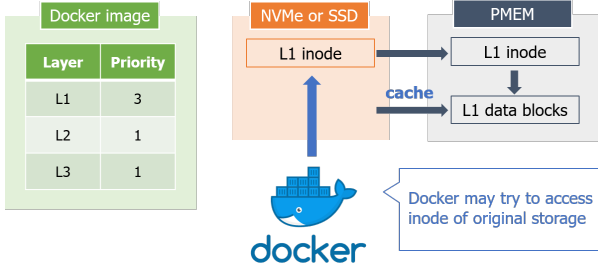 Docker image
Layer Priority
L1 3
L2 1
L3 1
NVMe or SSD
L1 inode
cache
PMEM
L1 inode
L1 data blocks
docker
Docker may try to access
inode of original storage